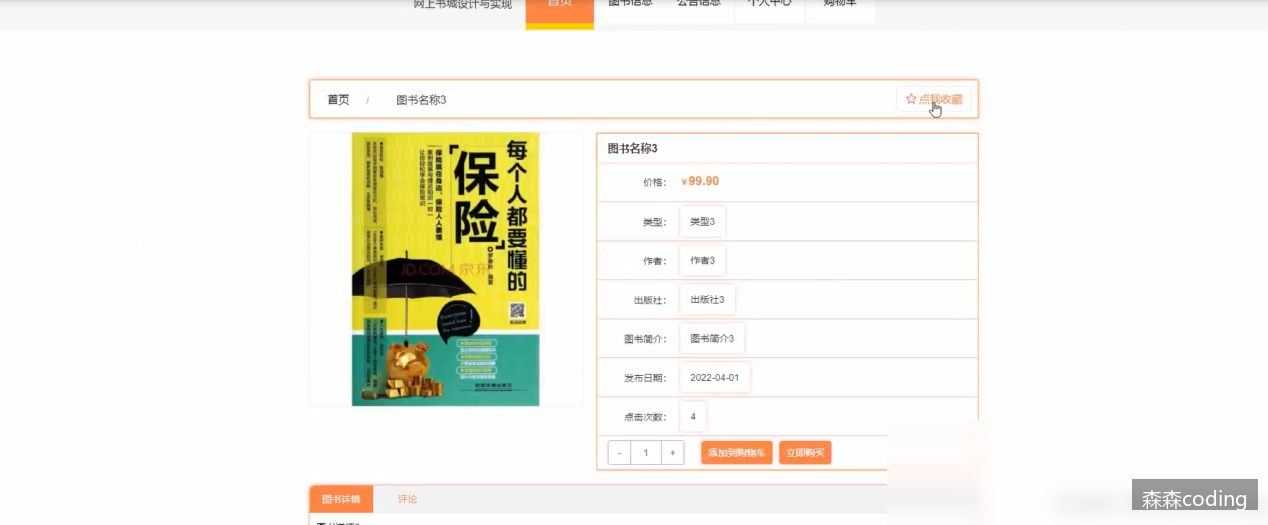 网上书城设计与实现
首页
图书信息
公告信息
个人中心
购物车
首页 / 图书名称3
点我收藏
每个人都要懂的
「保险」
保险就在身边，保险人人要懂
JD.COM 京东
图书名称3
价格： ￥99.90
类型： 类型3
作者： 作者3
出版社： 出版社3
图书简介： 图书简介3
发布日期： 2022-04-01
点击次数： 4
- 1 +
添加到购物车
立即购买
图书详情
评论
森森coding